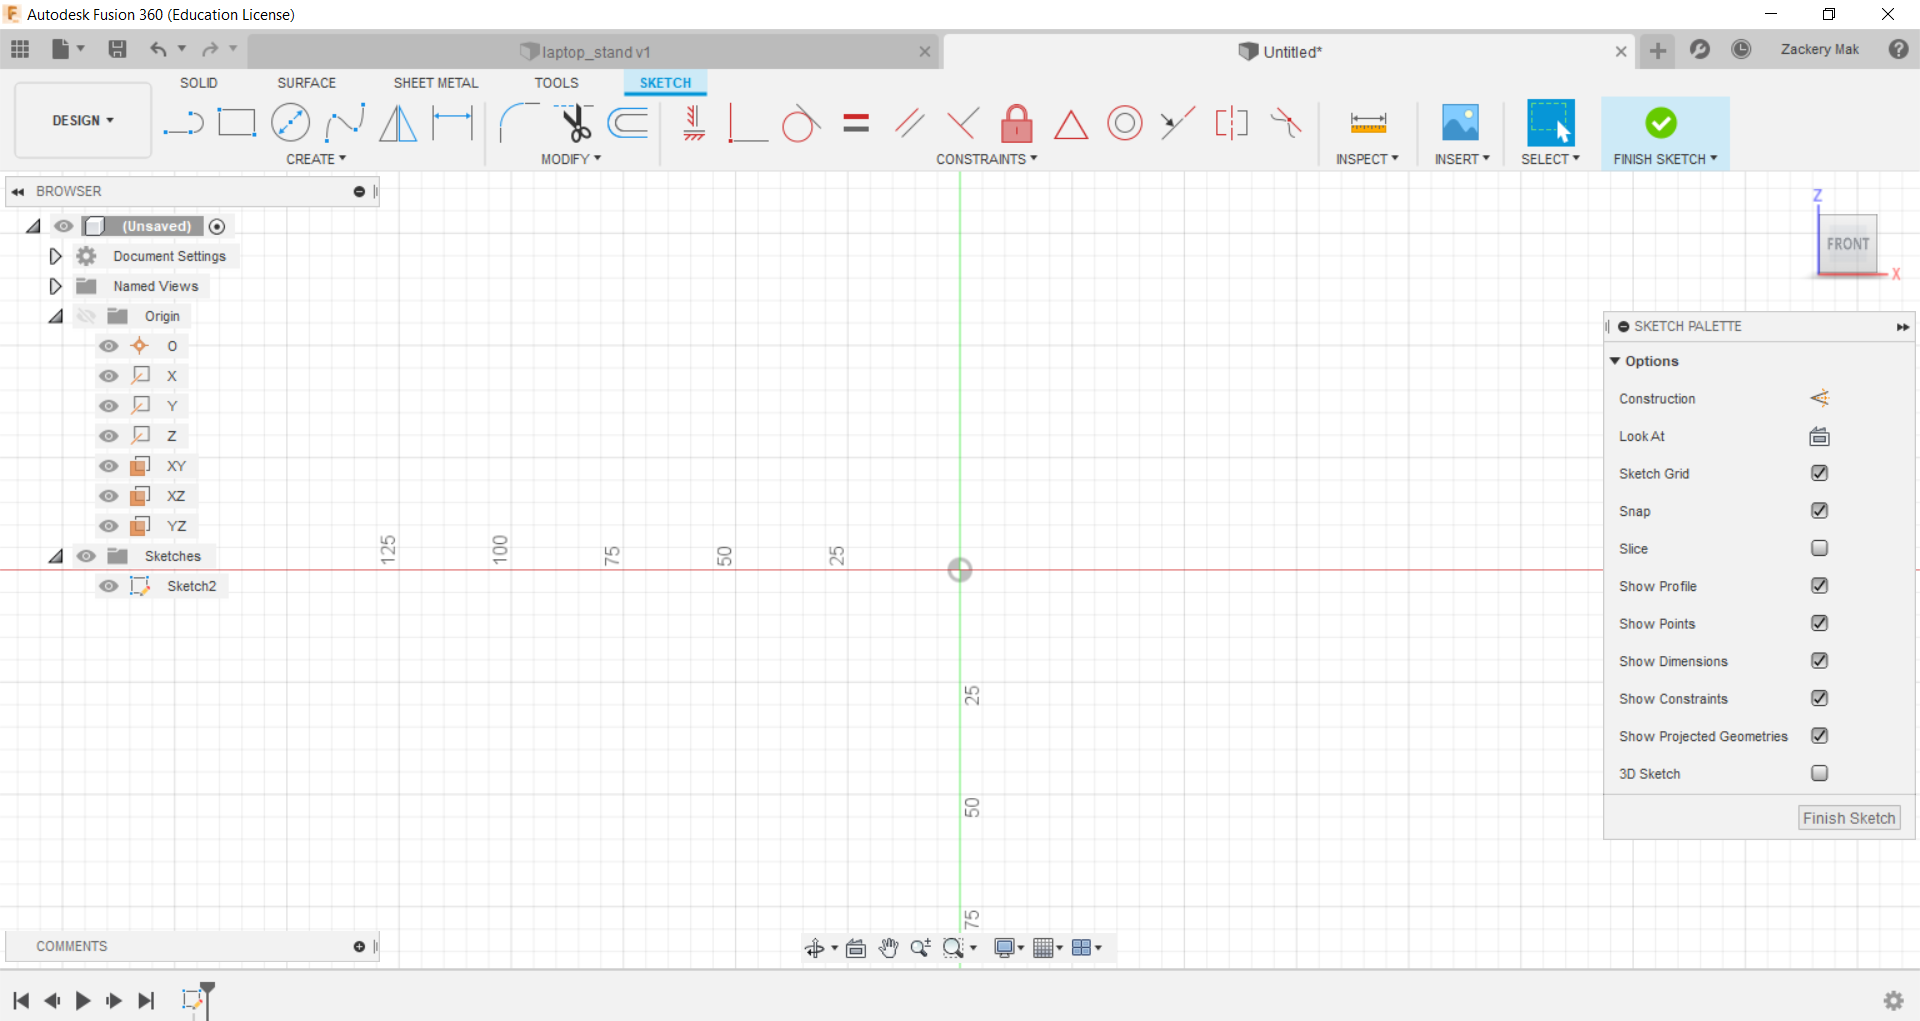 Autodesk Fusion 360 (Education License)
laptop_stand v1
Untitled*
Zackery Mak
SOLID
SURFACE
SHEET METAL
TOOLS
SKETCH
DESIGN
CREATE
MODIFY
CONSTRAINTS
INSPECT
INSERT
SELECT
FINISH SKETCH
BROWSER
(Unsaved)
Document Settings
Named Views
Origin
O
X
Y
Z
XY
XZ
YZ
Sketches
Sketch2
125
100
75
50
25
25
50
75
Z
FRONT
X
SKETCH PALETTE
Options
Construction
Look At
Sketch Grid
Snap
Slice
Show Profile
Show Points
Show Dimensions
Show Constraints
Show Projected Geometries
3D Sketch
Finish Sketch
COMMENTS